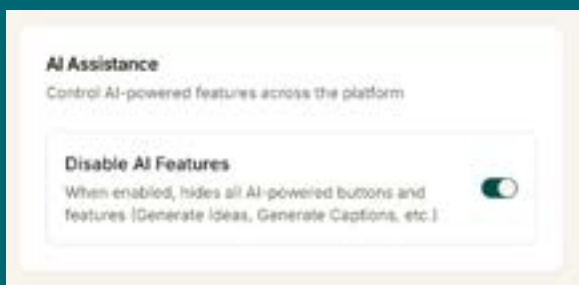 AI Assistance
Control AI-powered features across the platform
Disable AI Features
When enabled, hides all AI-powered buttons and
features (Generate Ideas, Generate Captions, etc.)